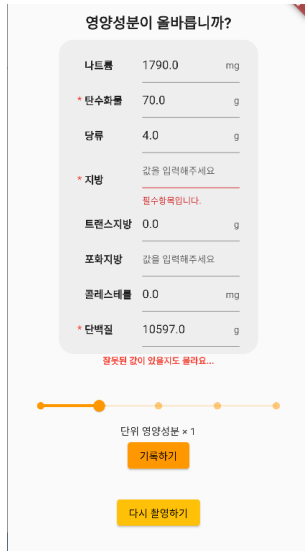 영양성분이 올바릅니까?
나트륨 1790.0 mg
* 탄수화물 70.0 g
당류 4.0 g
* 지방 값을 입력해주세요
필수항목입니다.
트랜스지방 0.0 g
포화지방 값을 입력해주세요
콜레스테롤 0.0 mg
* 단백질 10597.0 g
잘못된 값이 있을지도 몰라요...
단위 영양성분 × 1
기록하기
다시 촬영하기